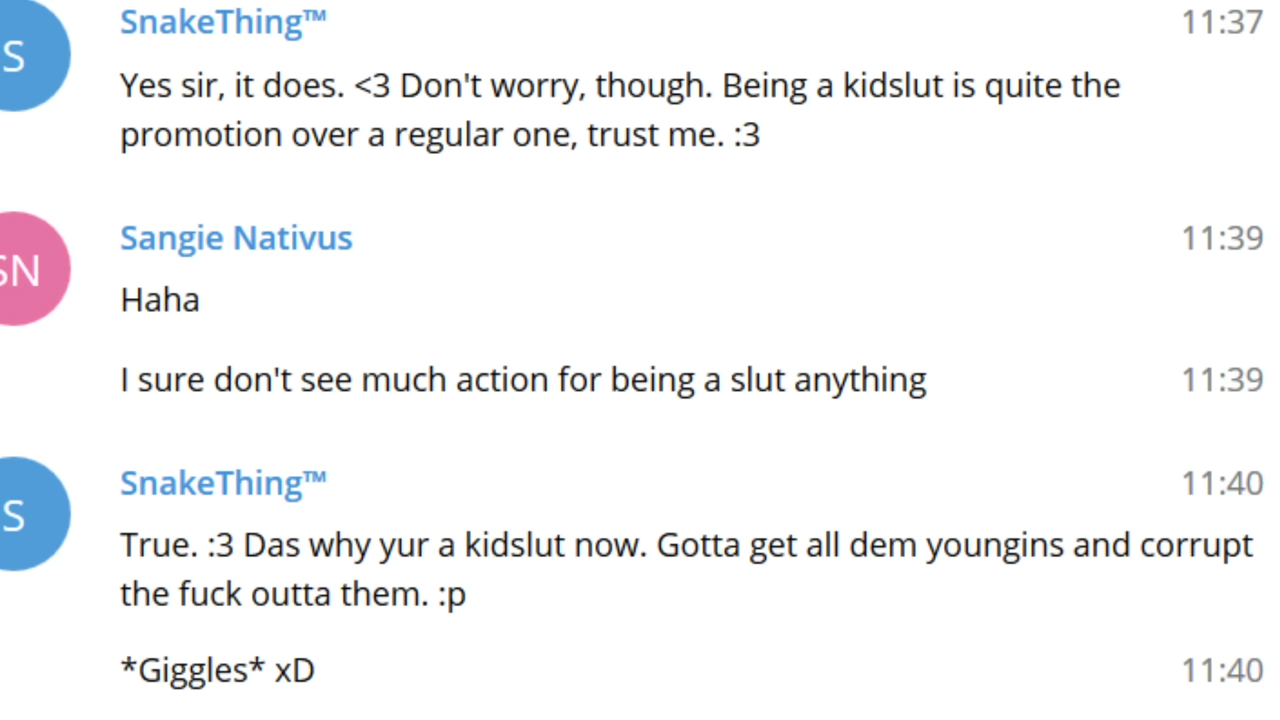 SnakeThing™ 11:37
S
Yes sir, it does. <3 Don't worry, though. Being a kidslut is quite the
promotion over a regular one, trust me. :3
Sangie Nativus 11:39
SN
Haha
I sure don't see much action for being a slut anything 11:39
SnakeThing™ 11:40
S
True. :3 Das why yur a kidslut now. Gotta get all dem youngins and corrupt
the fuck outta them. :p
*Giggles* xD 11:40